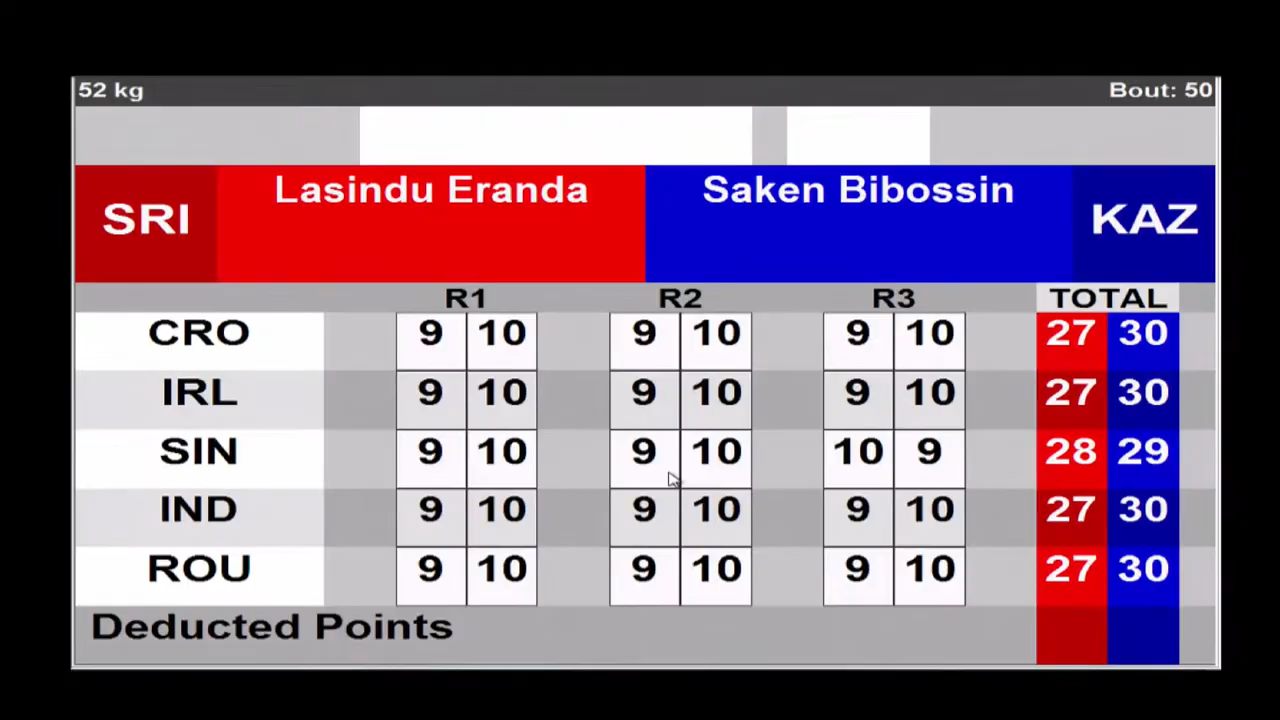 52 kg Bout: 50
Lasindu Eranda Saken Bibossin
SRI KAZ
R1 R2 R3 TOTAL
CRO 9 10 9 10 9 10 27 30
IRL 9 10 9 10 9 10 27 30
SIN 9 10 9 10 10 9 28 29
IND 9 10 9 10 9 10 27 30
ROU 9 10 9 10 9 10 27 30
Deducted Points